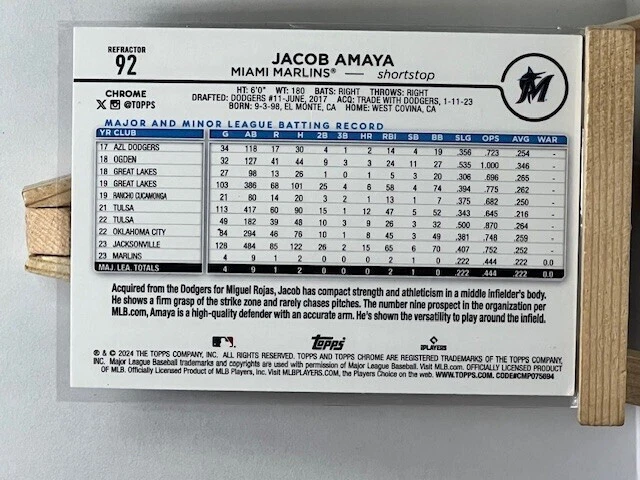 REFRACTOR
92
JACOB AMAYA
MIAMI MARLINS® — shortstop
CHROME
X @TOPPS
HT: 6'0" WT: 180 BATS: RIGHT THROWS: RIGHT
DRAFTED: DODGERS #11-JUNE, 2017 ACQ: TRADE WITH DODGERS, 1-11-23
BORN: 9-3-98, EL MONTE, CA HOME: WEST COVINA, CA
M
MAJOR AND MINOR LEAGUE BATTING RECORD
YR CLUB G AB R H 2B 3B HR RBI SB BB SLG OPS AVG WAR
17 AZL DODGERS 34 118 17 30 4 1 2 14 4 19 .356 .723 .254 -
18 OGDEN 32 127 41 44 9 3 3 24 11 27 .535 1.000 .346 -
18 GREAT LAKES 27 98 13 26 1 0 1 5 3 20 .306 .696 .265 -
19 GREAT LAKES 103 386 68 101 25 4 6 58 4 74 .394 .775 .262 -
19 RANCHO CUCAMONGA 21 80 14 20 3 2 1 13 1 7 .375 .682 .250 -
21 TULSA 113 417 60 90 15 1 12 47 5 52 .343 .645 .216 -
22 TULSA 49 182 39 48 10 3 9 26 3 32 .500 .870 .264 -
22 OKLAHOMA CITY 84 294 46 76 10 1 8 45 3 49 .381 .748 .259 -
23 JACKSONVILLE 128 484 85 122 26 2 15 65 6 70 .407 .752 .252 -
23 MARLINS 4 9 1 2 0 0 0 2 1 0 .222 .444 .222 0.0
MAJ. LEA. TOTALS 4 9 1 2 0 0 0 2 1 0 .222 .444 .222 0.0
Acquired from the Dodgers for Miguel Rojas, Jacob has compact strength and athleticism in a middle infielder's body.
He shows a firm grasp of the strike zone and rarely chases pitches. The number nine prospect in the organization per
MLB.com, Amaya is a high-quality defender with an accurate arm. He's shown the versatility to play around the infield.
Topps
PLAYERS
® & © 2024 THE TOPPS COMPANY, INC. ALL RIGHTS RESERVED. TOPPS AND TOPPS CHROME ARE REGISTERED TRADEMARKS OF THE TOPPS COMPANY,
INC. Major League Baseball trademarks and copyrights are used with permission of Major League Baseball. Visit MLB.com. OFFICIALLY LICENSED PRODUCT
OF MLB. Officially Licensed Product of MLB Players, Inc. Visit MLBPLAYERS.com, the Players Choice on the web. WWW.TOPPS.COM. CODE#CMP075694